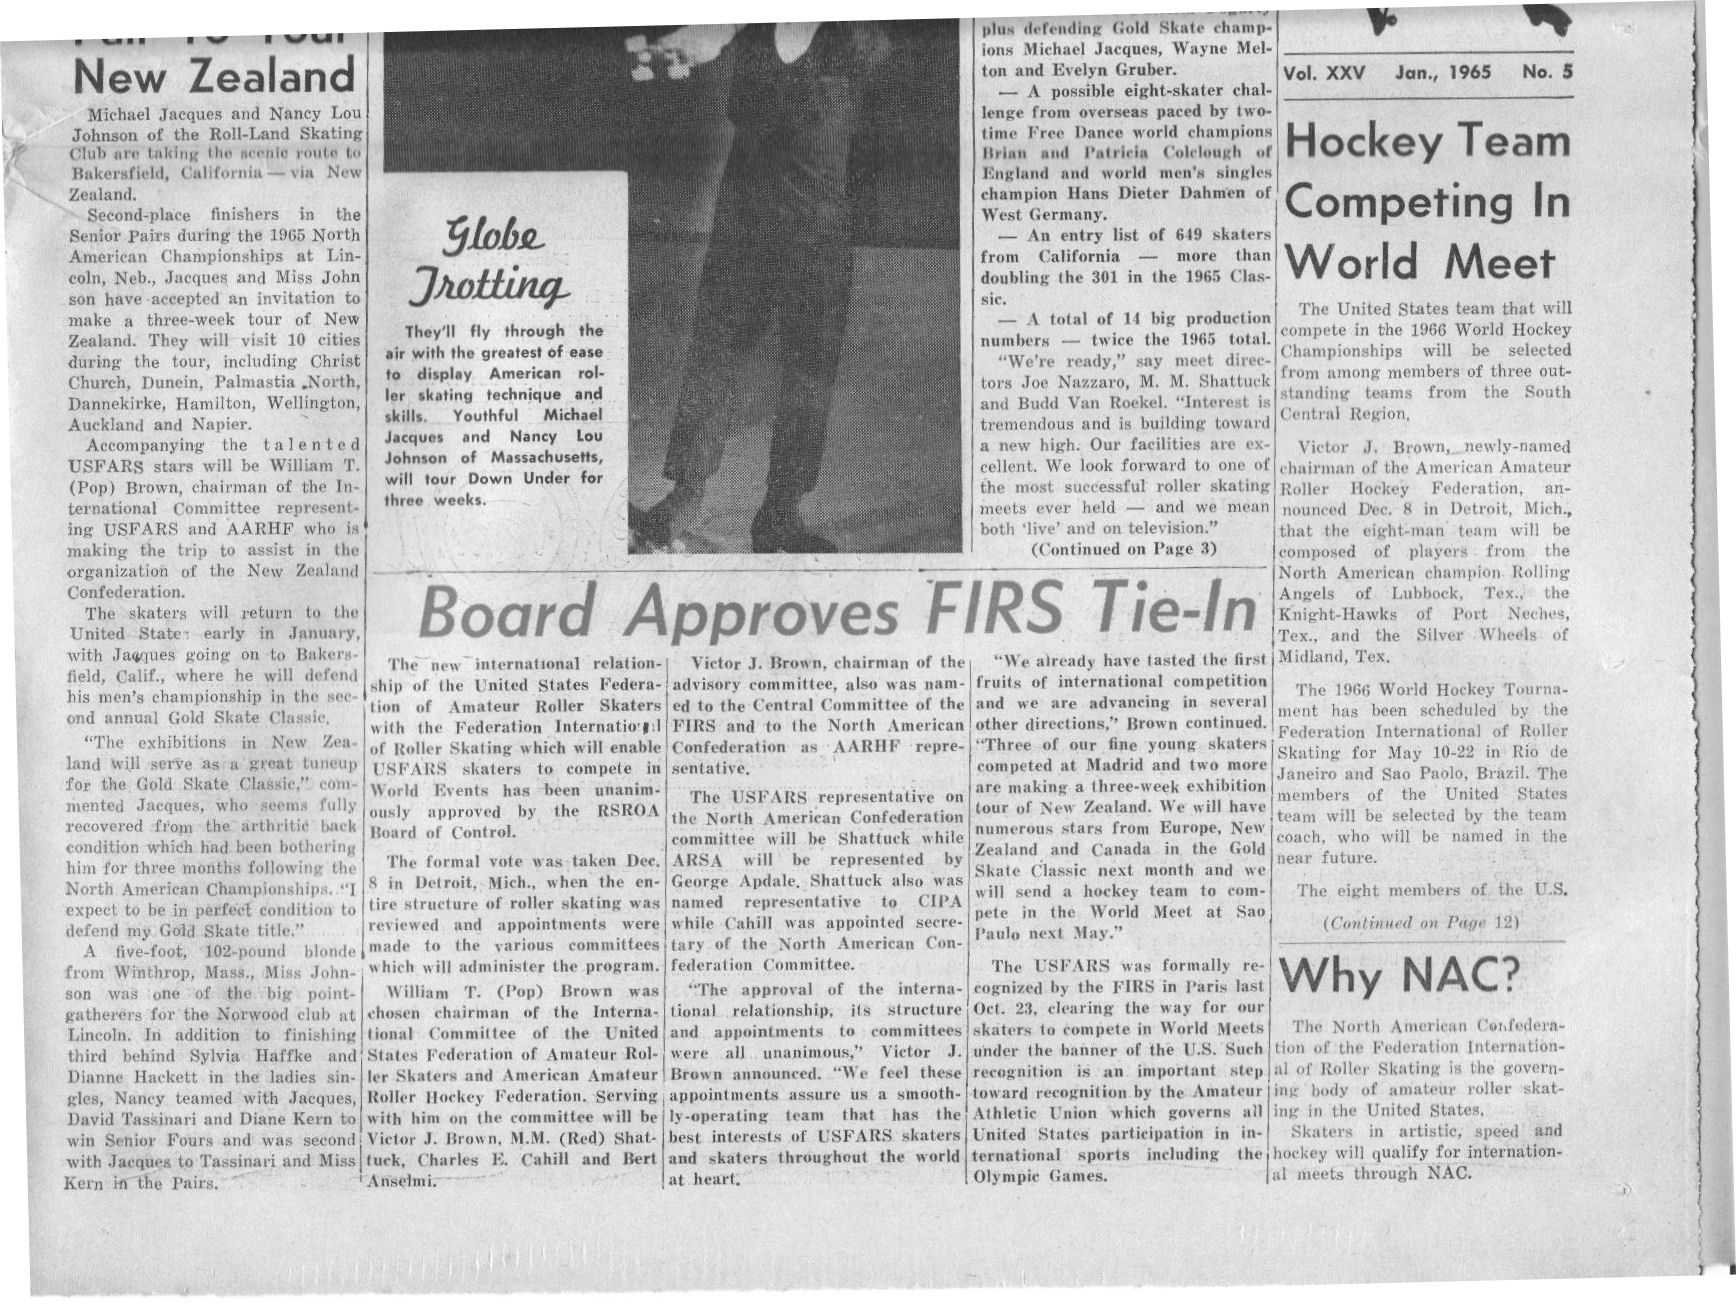 New Zealand
Michael Jacques and Nancy Lou
Johnson of the Roll-Land Skating
Club are taking the scenic route to
Bakersfield, California — via New
Zealand.
Second-place finishers in the
Senior Pairs during the 1965 North
American Championships at Lin-
coln, Neb., Jacques and Miss John
son have accepted an invitation to
make a three-week tour of New
Zealand. They will visit 10 cities
during the tour, including Christ
Church, Dunein, Palmastia North,
Dannekirke, Hamilton, Wellington,
Auckland and Napier.
Accompanying the talented
USFARS stars will be William T.
(Pop) Brown, chairman of the In-
ternational Committee represent-
ing USFARS and AARHF who is
making the trip to assist in the
organization of the New Zealand
Confederation.
The skaters will return to the
United States early in January,
with Jacques going on to Bakers-
field, Calif., where he will defend
his men's championship in the sec-
ond annual Gold Skate Classic.
"The exhibitions in New Zea-
land will serve as a great tuneup
for the Gold Skate Classic," com-
mented Jacques, who seems fully
recovered from the arthritic back
condition which had been bothering
him for three months following the
North American Championships. "I
expect to be in perfect condition to
defend my Gold Skate title."
A five-foot, 102-pound blonde
from Winthrop, Mass., Miss John-
son was one of the big point-
gatherers for the Norwood club at
Lincoln. In addition to finishing
third behind Sylvia Haffke and
Dianne Hackett in the ladies sin-
gles, Nancy teamed with Jacques,
David Tassinari and Diane Kern to
win Senior Fours and was second
with Jacques to Tassinari and Miss
Kern in the Pairs.
Globe
Trotting
They'll fly through the
air with the greatest of ease
to display American rol-
ler skating technique and
skills. Youthful Michael
Jacques and Nancy Lou
Johnson of Massachusetts,
will tour Down Under for
three weeks.
plus defending Gold Skate champ-
ions Michael Jacques, Wayne Mel-
ton and Evelyn Gruber.
— A possible eight-skater chal-
lenge from overseas paced by two-
time Free Dance world champions
Brian and Patricia Colclough of
England and world men's singles
champion Hans Dieter Dahmen of
West Germany.
— An entry list of 649 skaters
from California — more than
doubling the 301 in the 1965 Clas-
sic.
— A total of 14 big production
numbers — twice the 1965 total.
"We're ready," say meet direc-
tors Joe Nazzaro, M. M. Shattuck
and Budd Van Roekel. "Interest is
tremendous and is building toward
a new high. Our facilities are ex-
cellent. We look forward to one of
the most successful roller skating
meets ever held — and we mean
both 'live' and on television."
(Continued on Page 3)
Board Approves FIRS Tie-In
The new international relation-
ship of the United States Federa-
tion of Amateur Roller Skaters
with the Federation International
of Roller Skating which will enable
USFARS skaters to compete in
World Events has been unanim-
ously approved by the RSROA
Board of Control.
The formal vote was taken Dec.
8 in Detroit, Mich., when the en-
tire structure of roller skating was
reviewed and appointments were
made to the various committees
which will administer the program.
William T. (Pop) Brown was
chosen chairman of the Interna-
tional Committee of the United
States Federation of Amateur Rol-
ler Skaters and American Amateur
Roller Hockey Federation. Serving
with him on the committee will be
Victor J. Brown, M.M. (Red) Shat-
tuck, Charles E. Cahill and Bert
Anselmi.
Victor J. Brown, chairman of the
advisory committee, also was nam-
ed to the Central Committee of the
FIRS and to the North American
Confederation as AARHF repre-
sentative.
The USFARS representative on
the North American Confederation
committee will be Shattuck while
ARSA will be represented by
George Apdale. Shattuck also was
named representative to CIPA
while Cahill was appointed secre-
tary of the North American Con-
federation Committee.
"The approval of the interna-
tional relationship, its structure
and appointments to committees
were all unanimous," Victor J.
Brown announced. "We feel these
appointments assure us a smooth-
ly-operating team that has the
best interests of USFARS skaters
and skaters throughout the world
at heart.
"We already have tasted the first
fruits of international competition
and we are advancing in several
other directions," Brown continued.
"Three of our fine young skaters
competed at Madrid and two more
are making a three-week exhibition
tour of New Zealand. We will have
numerous stars from Europe, New
Zealand and Canada in the Gold
Skate Classic next month and we
will send a hockey team to com-
pete in the World Meet at Sao
Paulo next May."
The USFARS was formally re-
cognized by the FIRS in Paris last
Oct. 23, clearing the way for our
skaters to compete in World Meets
under the banner of the U.S. Such
recognition is an important step
toward recognition by the Amateur
Athletic Union which governs all
United States participation in in-
ternational sports including the
Olympic Games.
Vol. XXV Jan., 1965 No. 5
Hockey Team
Competing In
World Meet
The United States team that will
compete in the 1966 World Hockey
Championships will be selected
from among members of three out-
standing teams from the South
Central Region.
Victor J. Brown, newly-named
chairman of the American Amateur
Roller Hockey Federation, an-
nounced Dec. 8 in Detroit, Mich.,
that the eight-man team will be
composed of players from the
North American champion Rolling
Angels of Lubbock, Tex., the
Knight-Hawks of Port Neches,
Tex., and the Silver Wheels of
Midland, Tex.
The 1966 World Hockey Tourna-
ment has been scheduled by the
Federation International of Roller
Skating for May 10-22 in Rio de
Janeiro and Sao Paolo, Brazil. The
members of the United States
team will be selected by the team
coach, who will be named in the
near future.
The eight members of the U.S.
(Continued on Page 12)
Why NAC?
The North American Confedera-
tion of the Federation Internation-
al of Roller Skating is the govern-
ing body of amateur roller skat-
ing in the United States.
Skaters in artistic, speed and
hockey will qualify for internation-
al meets through NAC.